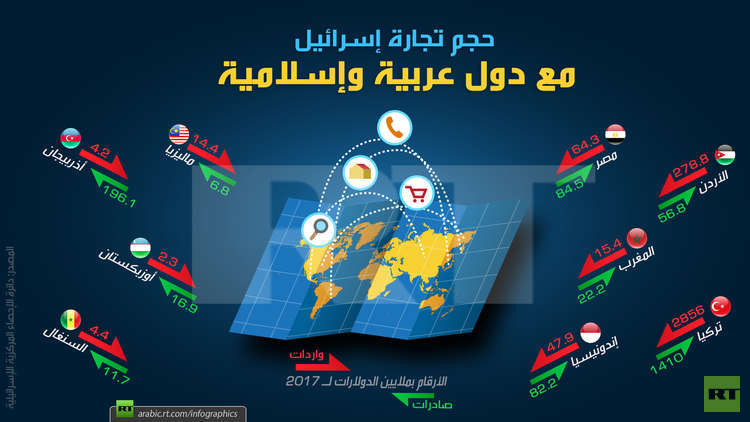 حجم تجارة إسرائيل
مع دول عربية وإسلامية
مصر
64.3
84.5
الأردن
278.8
56.8
المغرب
15.4
22.2
تركيا
2856
1410
إندونيسيا
47.9
82.2
ماليزيا
14.4
6.8
أذربيجان
4.2
196.1
اوزبكستان
2.3
16.9
السنغال
4.4
11.7
واردات
الأرقام بملايين الدولارات لـ 2017
صادرات
المصدر: دائرة الإحصاء المركزية الإسرائيلية
RT arabic.rt.com/infographics
RT
RT